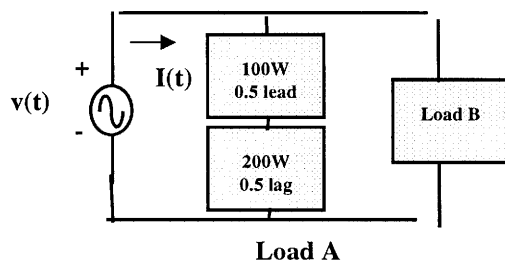 +
v(t)
-
I(t)
100W
0.5 lead
200W
0.5 lag
Load B
Load A